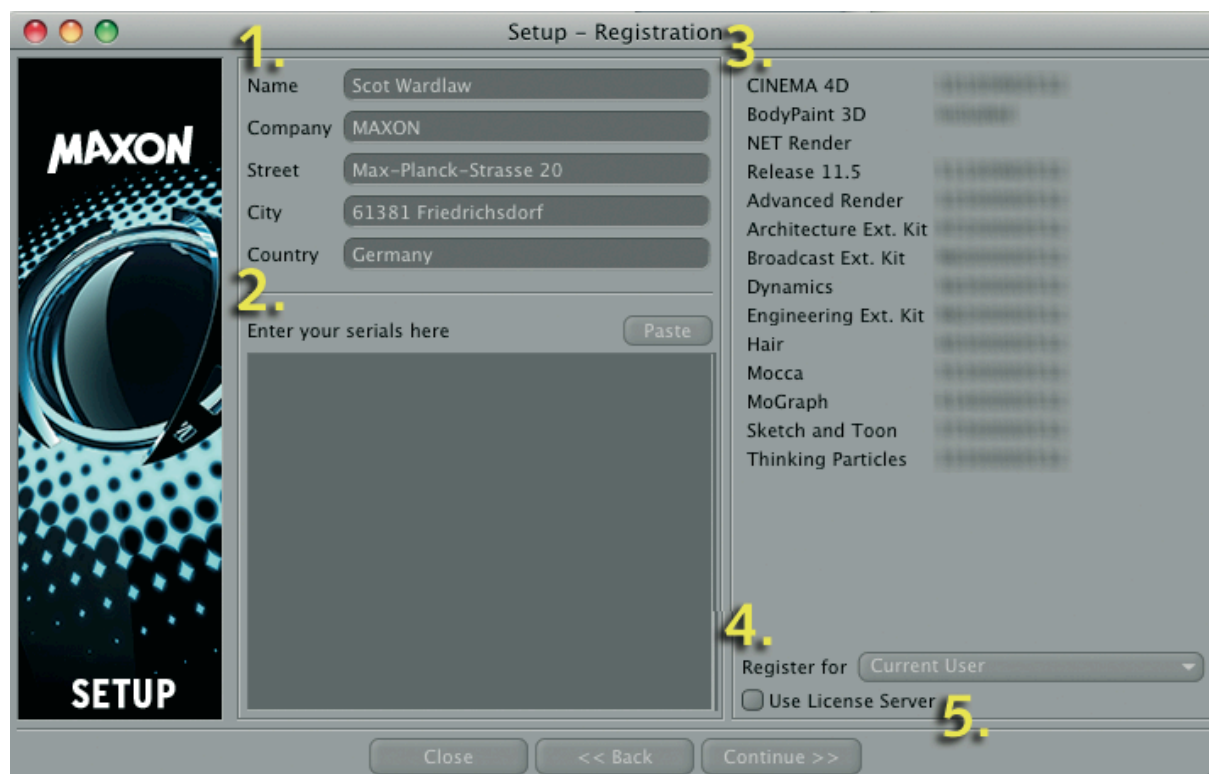 Setup – Registration
1.
Name Scot Wardlaw
Company MAXON
Street Max-Planck-Strasse 20
City 61381 Friedrichsdorf
Country Germany
2.
Enter your serials here Paste
3.
CINEMA 4D
BodyPaint 3D
NET Render
Release 11.5
Advanced Render
Architecture Ext. Kit
Broadcast Ext. Kit
Dynamics
Engineering Ext. Kit
Hair
Mocca
MoGraph
Sketch and Toon
Thinking Particles
4.
Register for Current User
Use License Server
5.
MAXON
SETUP
Close << Back Continue >>